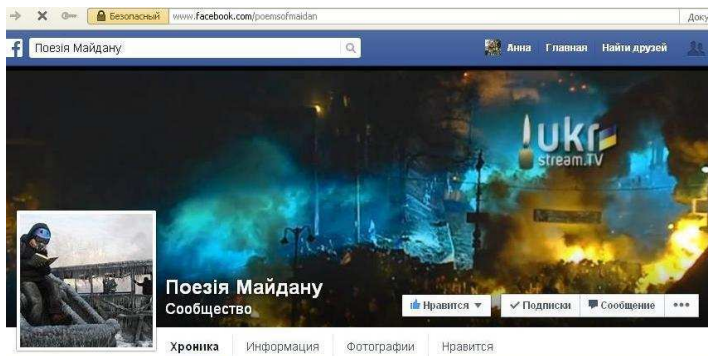 Безопасный www.facebook.com/poemsofmaidan Доку
f Поезія Майдану Анна Главная Найти друзей
ukr
stream.TV
Поезія Майдану
Сообщество
Нравится Подписки Сообщение
Хроника Информация Фотографии Нравится